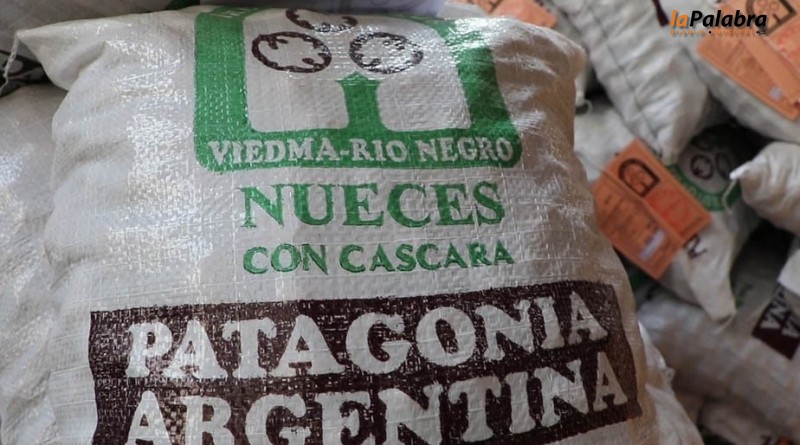 laPalabra
VIEDMA-RIO NEGRO
NUECES
CON CASCARA
PATAGONIA
ARGENTINA